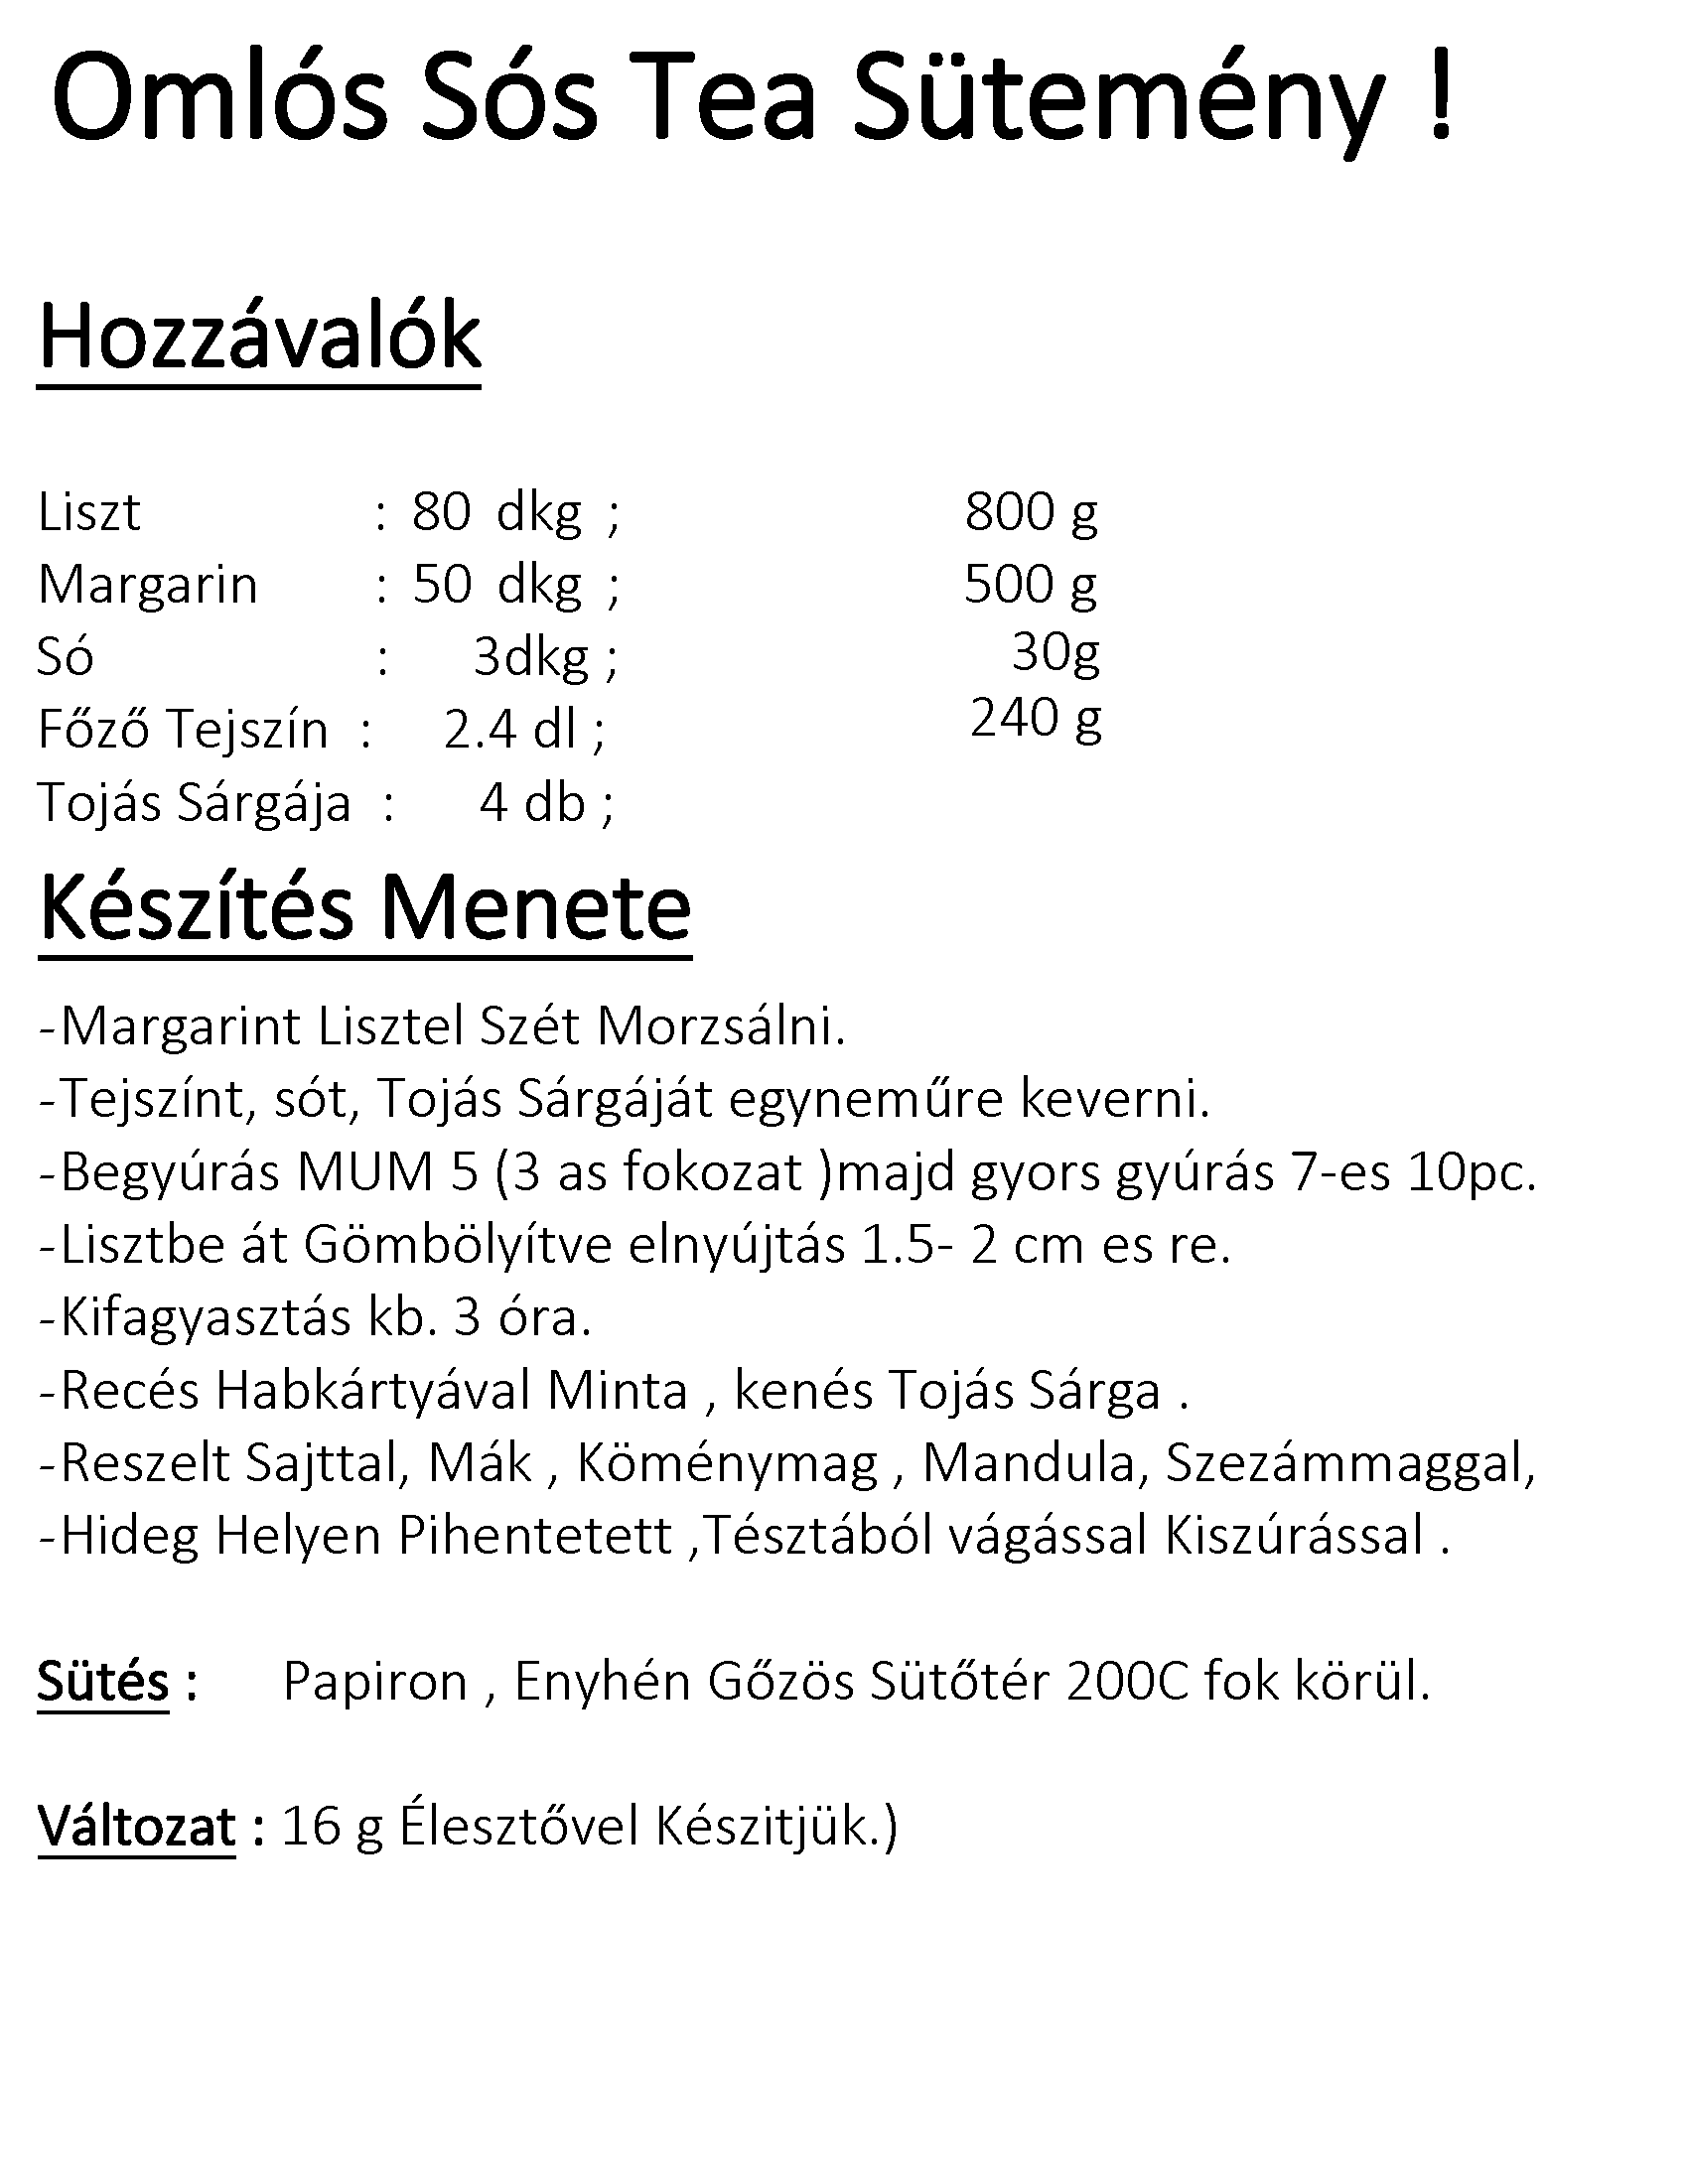 Omlós Sós Tea Sütemény !
Hozzávalók
Liszt : 80 dkg ; 800 g
Margarin : 50 dkg ; 500 g
Só : 3dkg ; 30g
Főző Tejszín : 2.4 dl ; 240 g
Tojás Sárgája : 4 db ;
Készítés Menete
-Margarint Lisztel Szét Morzsálni.
-Tejszínt, sót, Tojás Sárgáját egyneműre keverni.
-Begyúrás MUM 5 (3 as fokozat )majd gyors gyúrás 7-es 10pc.
-Lisztbe át Gömbölyítve elnyújtás 1.5- 2 cm es re.
-Kifagyasztás kb. 3 óra.
-Recés Habkártyával Minta , kenés Tojás Sárga .
-Reszelt Sajttal, Mák , Köménymag , Mandula, Szezámmaggal,
-Hideg Helyen Pihentetett ,Tésztából vágással Kiszúrással .
Sütés : Papiron , Enyhén Gőzös Sütőtér 200C fok körül.
Változat : 16 g Élesztővel Készitjük.)